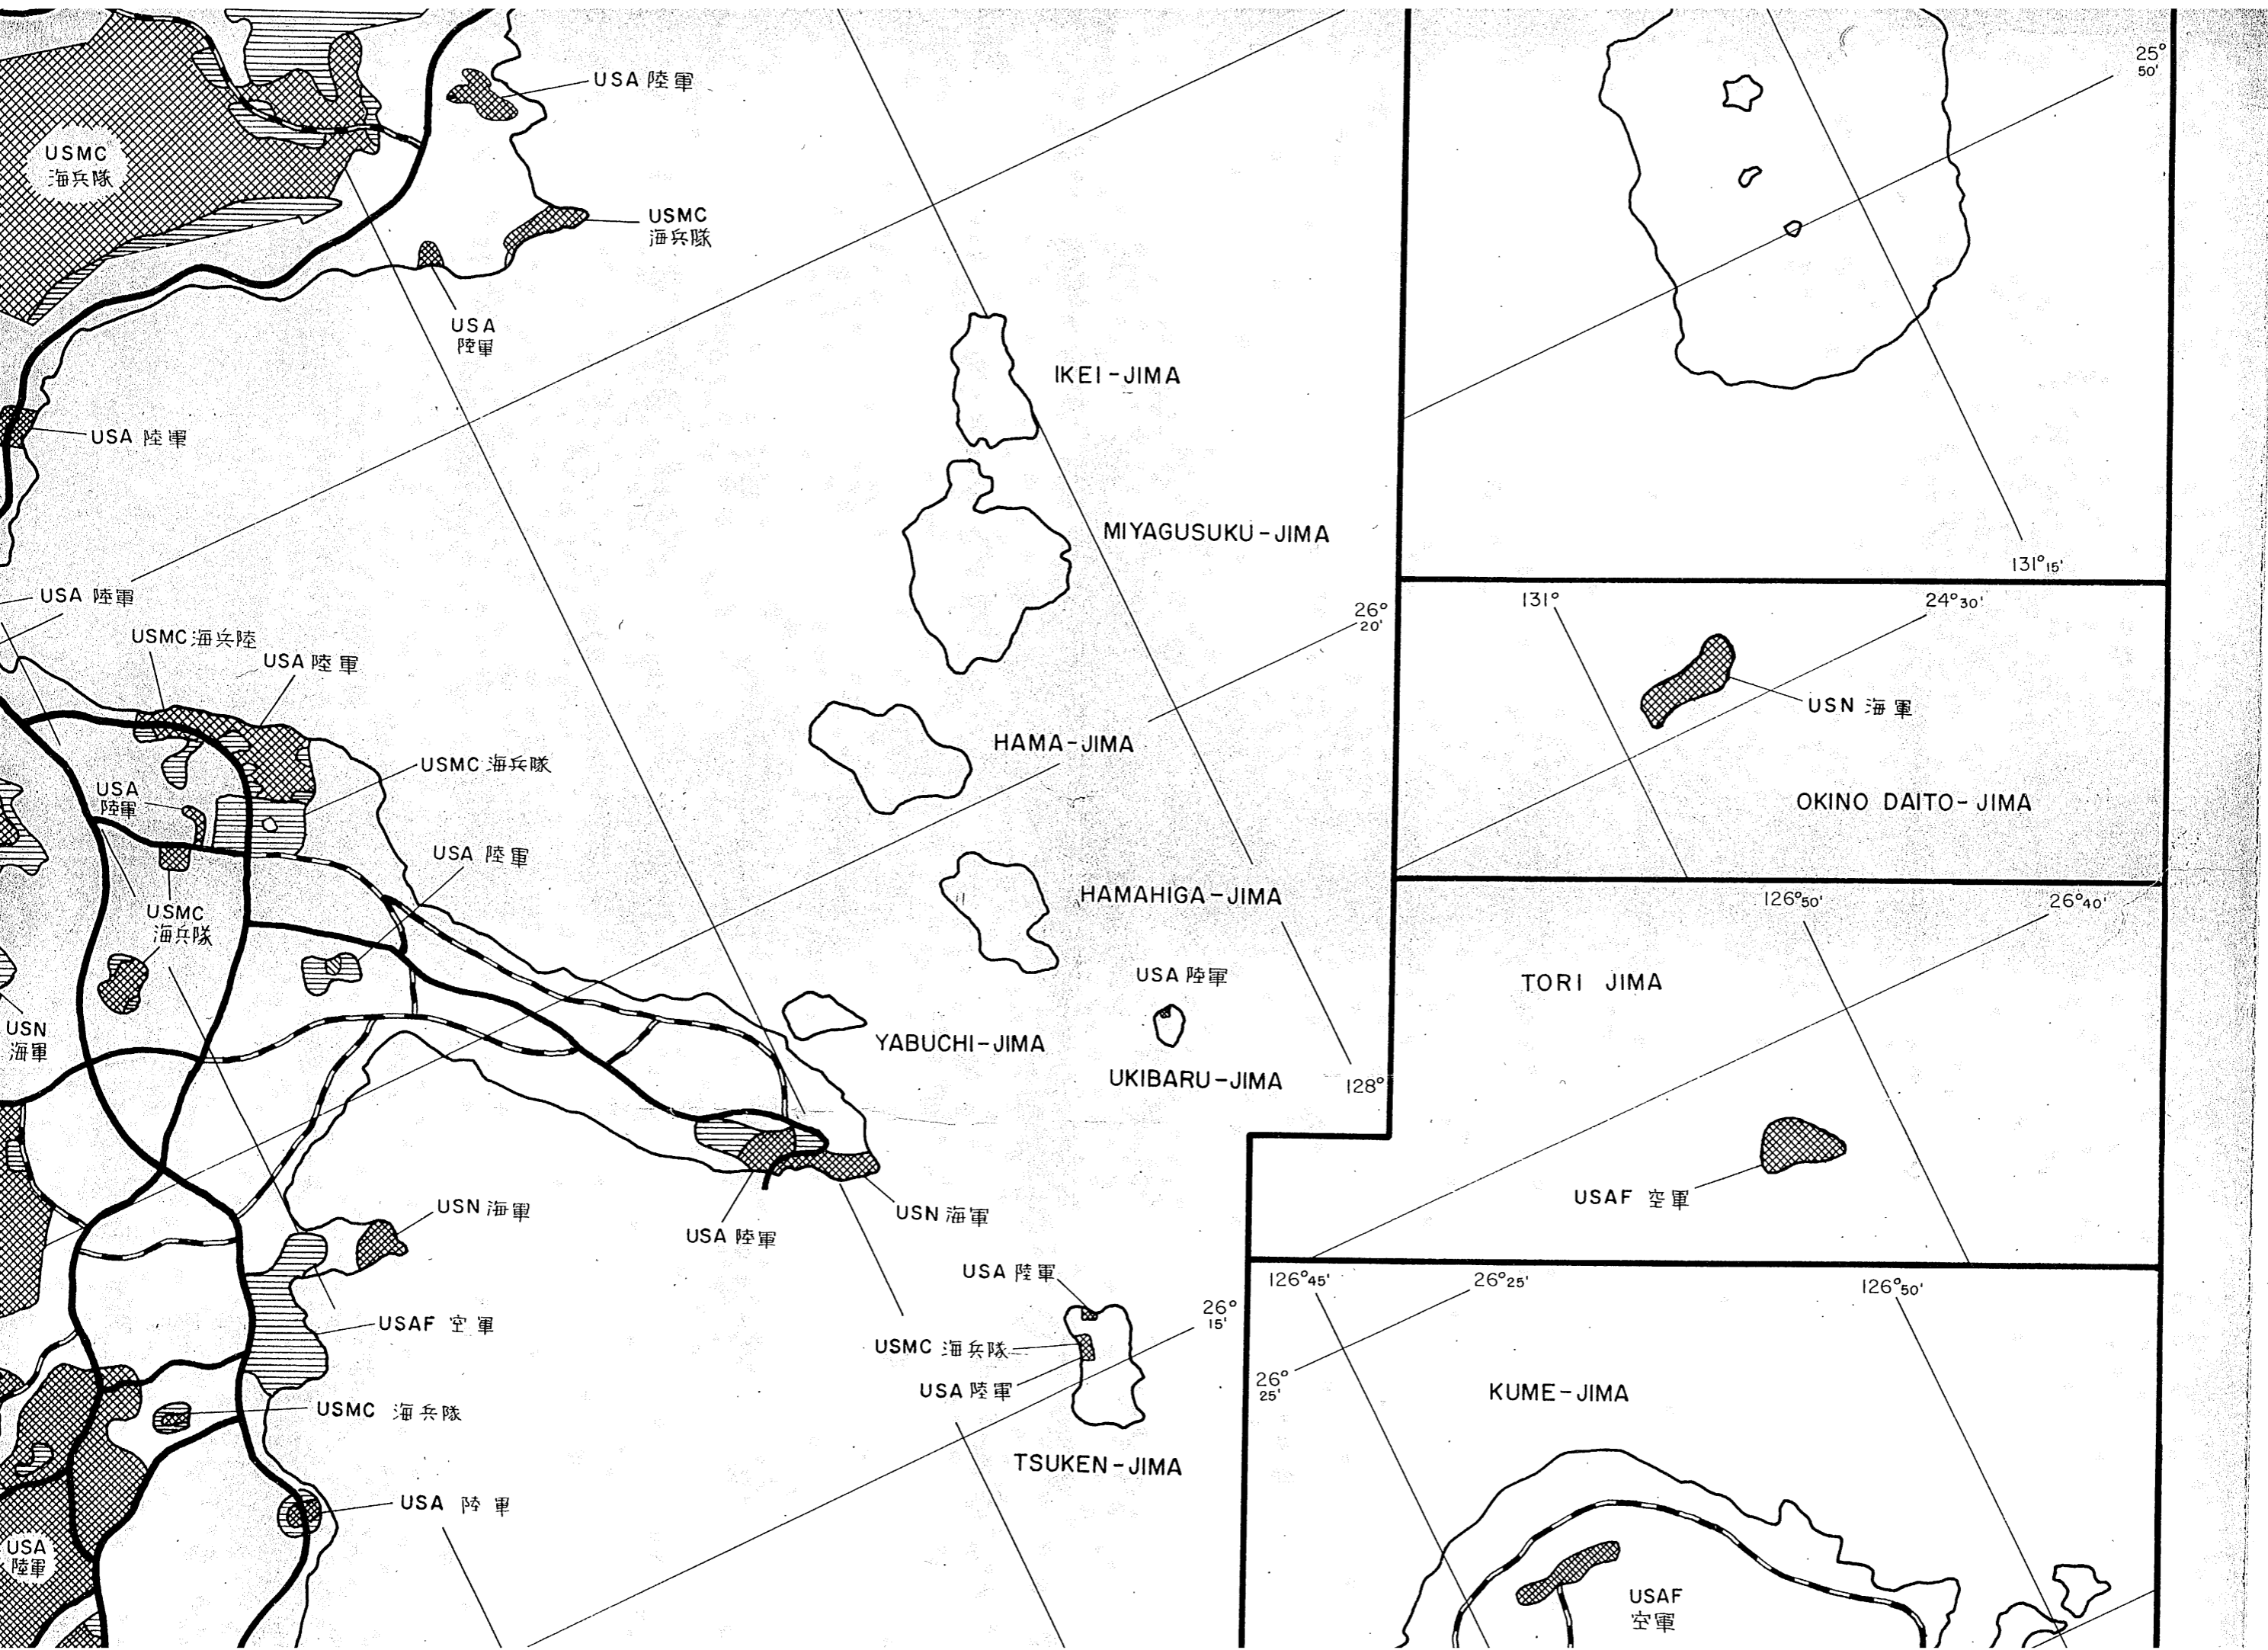 USA 陸軍
USMC
海兵隊
USMC
海兵隊
USA
陸軍
USA 陸軍
IKEI-JIMA
MIYAGUSUKU-JIMA
26°
20'
USA 陸軍
USMC 海兵陸
USA 陸軍
HAMA-JIMA
USMC 海兵隊
USA
陸軍
USA 陸軍
HAMAHIGA-JIMA
USMC
海兵隊
USA 陸軍
USN
海軍
YABUCHI-JIMA
UKIBARU-JIMA
128°
USN 海軍
USN 海軍
USA 陸軍
USA 陸軍
26°
15'
USAF 空軍
USMC 海兵隊
USA 陸軍
USMC 海兵隊
TSUKEN-JIMA
USA 陸軍
USA
陸軍
25°
50'
131°15'
131°
24°30'
USN 海軍
OKINO DAITO-JIMA
126°50'
26°40'
TORI JIMA
USAF 空軍
126°45'
26°25'
126°50'
26°
25'
KUME-JIMA
USAF
空軍